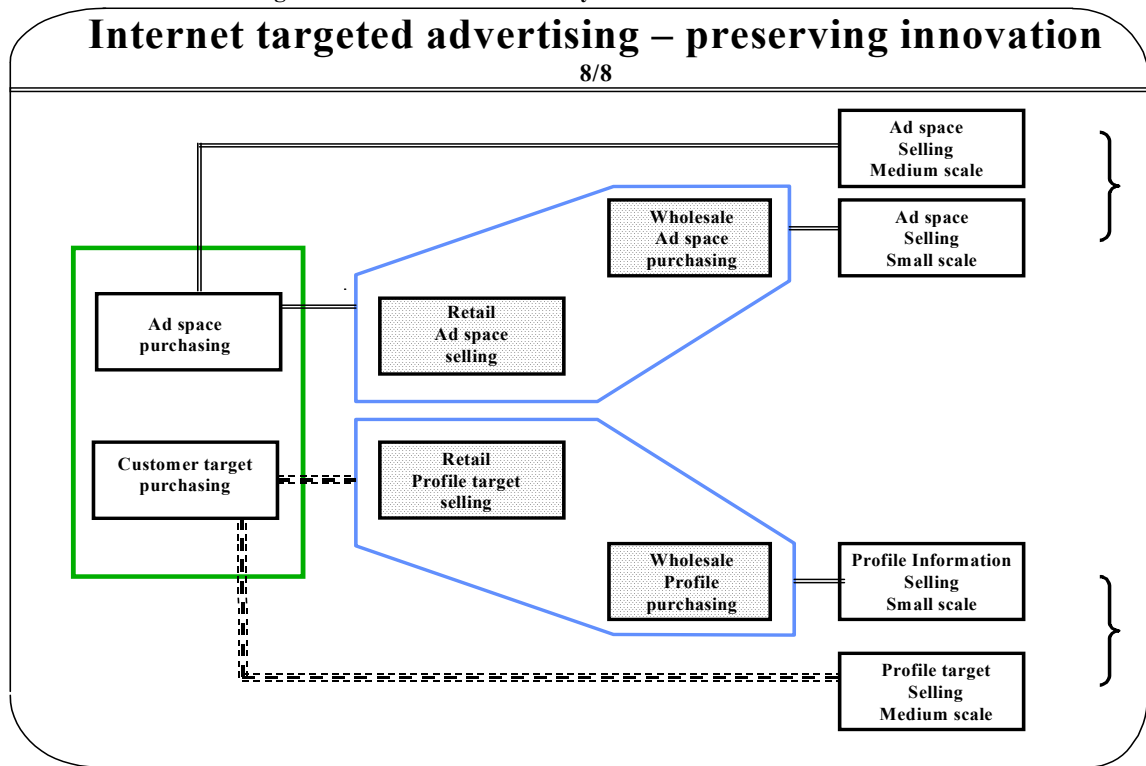 Internet targeted advertising – preserving innovation
8/8
Ad space
Selling
Medium scale
Wholesale
Ad space
purchasing
Ad space
Selling
Small scale
Ad space
purchasing
Retail
Ad space
selling
Customer target
purchasing
Retail
Profile target
selling
Wholesale
Profile
purchasing
Profile Information
Selling
Small scale
Profile target
Selling
Medium scale